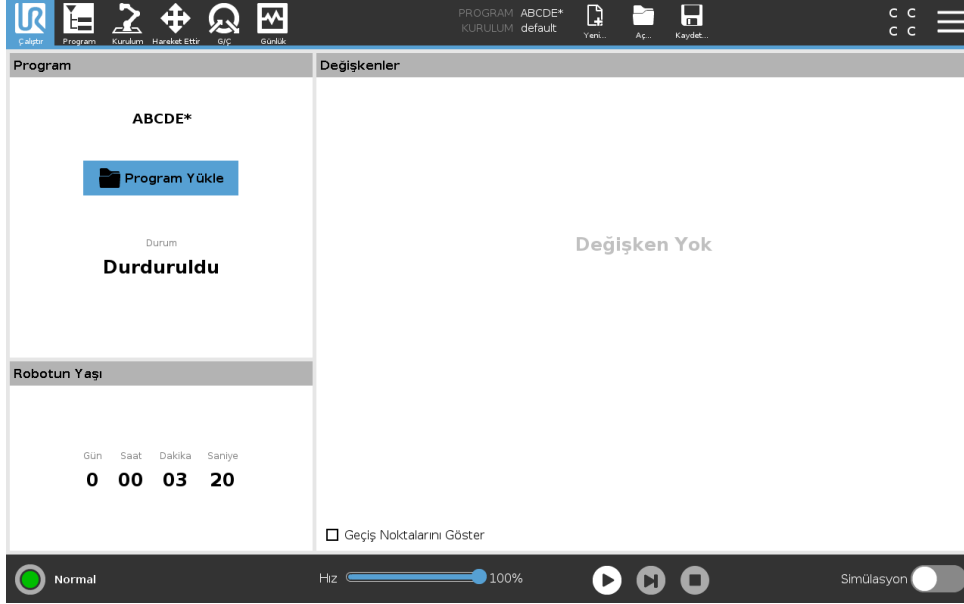 UR
PROGRAM ABCDE*
KURULUM default
C C
C C
Çalıştır Program Kurulum Hareket Ettir G/Ç Günlük Yeni... Aç... Kaydet...
Program
Değişkenler
ABCDE*
Program Yükle
Durum
Durduruldu
Değişken Yok
Robotun Yaşı
Gün Saat Dakika Saniye
0 00 03 20
Geçiş Noktalarını Göster
Normal
Hız 100%
Simülasyon